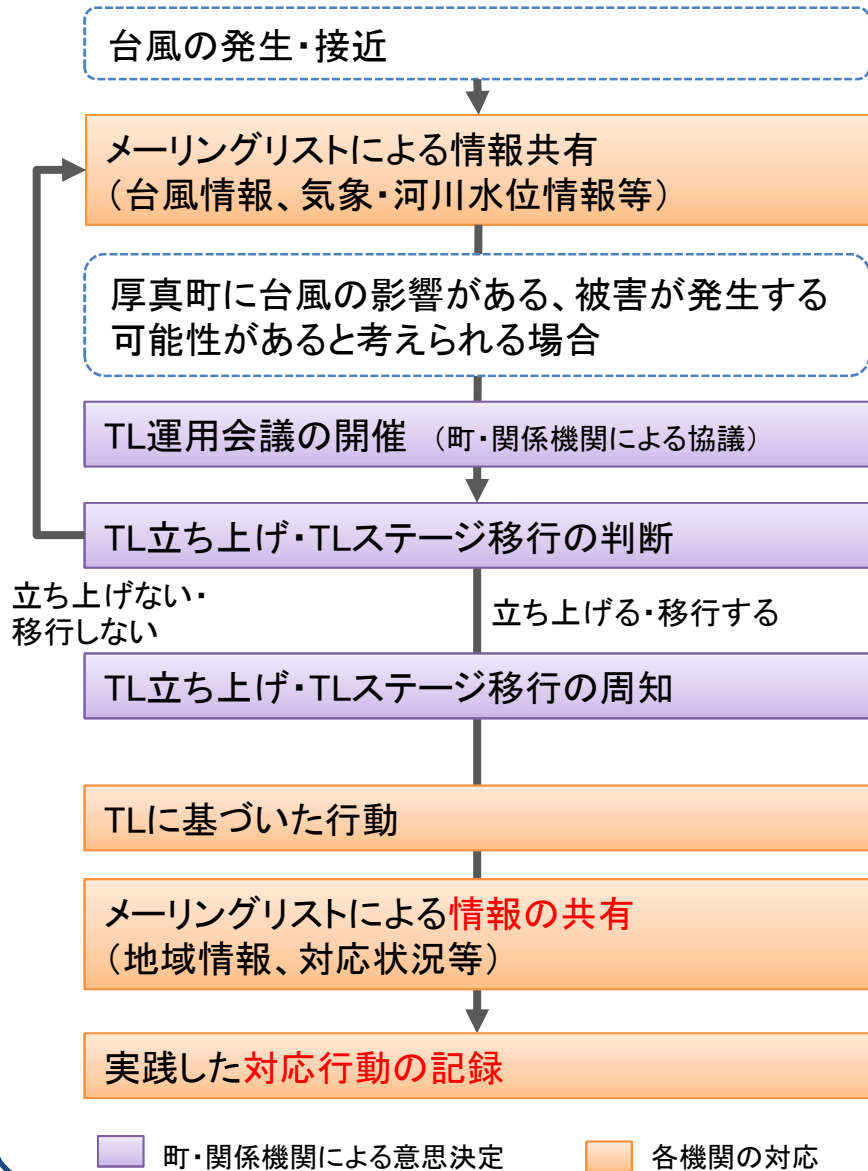 台風の発生・接近
メーリングリストによる情報共有
（台風情報、気象・河川水位情報等）
厚真町に台風の影響がある、被害が発生する
可能性があると考えられる場合
TL運用会議の開催 （町・関係機関による協議）
TL立ち上げ・TLステージ移行の判断
立ち上げない・
移行しない
立ち上げる・移行する
TL立ち上げ・TLステージ移行の周知
TLに基づいた行動
メーリングリストによる情報の共有
（地域情報、対応状況等）
実践した対応行動の記録
町・関係機関による意思決定
各機関の対応